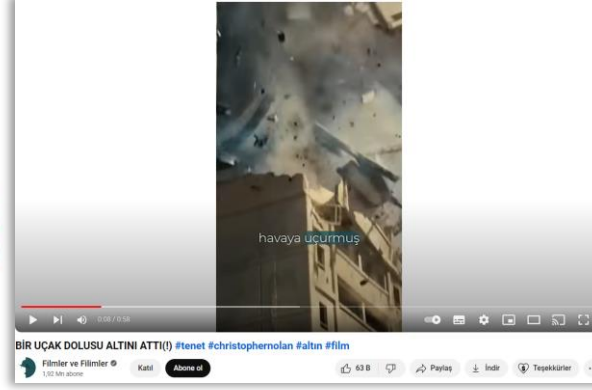 havaya uçurmuş
0:08 / 0:58
BİR UÇAK DOLUSU ALTINI ATTI(!) #tenet #christophernolan #altın #film
Filmler ve Filimler
1,92 Mn abone
Katıl
Abone ol
63 B
Paylaş
İndir
Teşekkürler